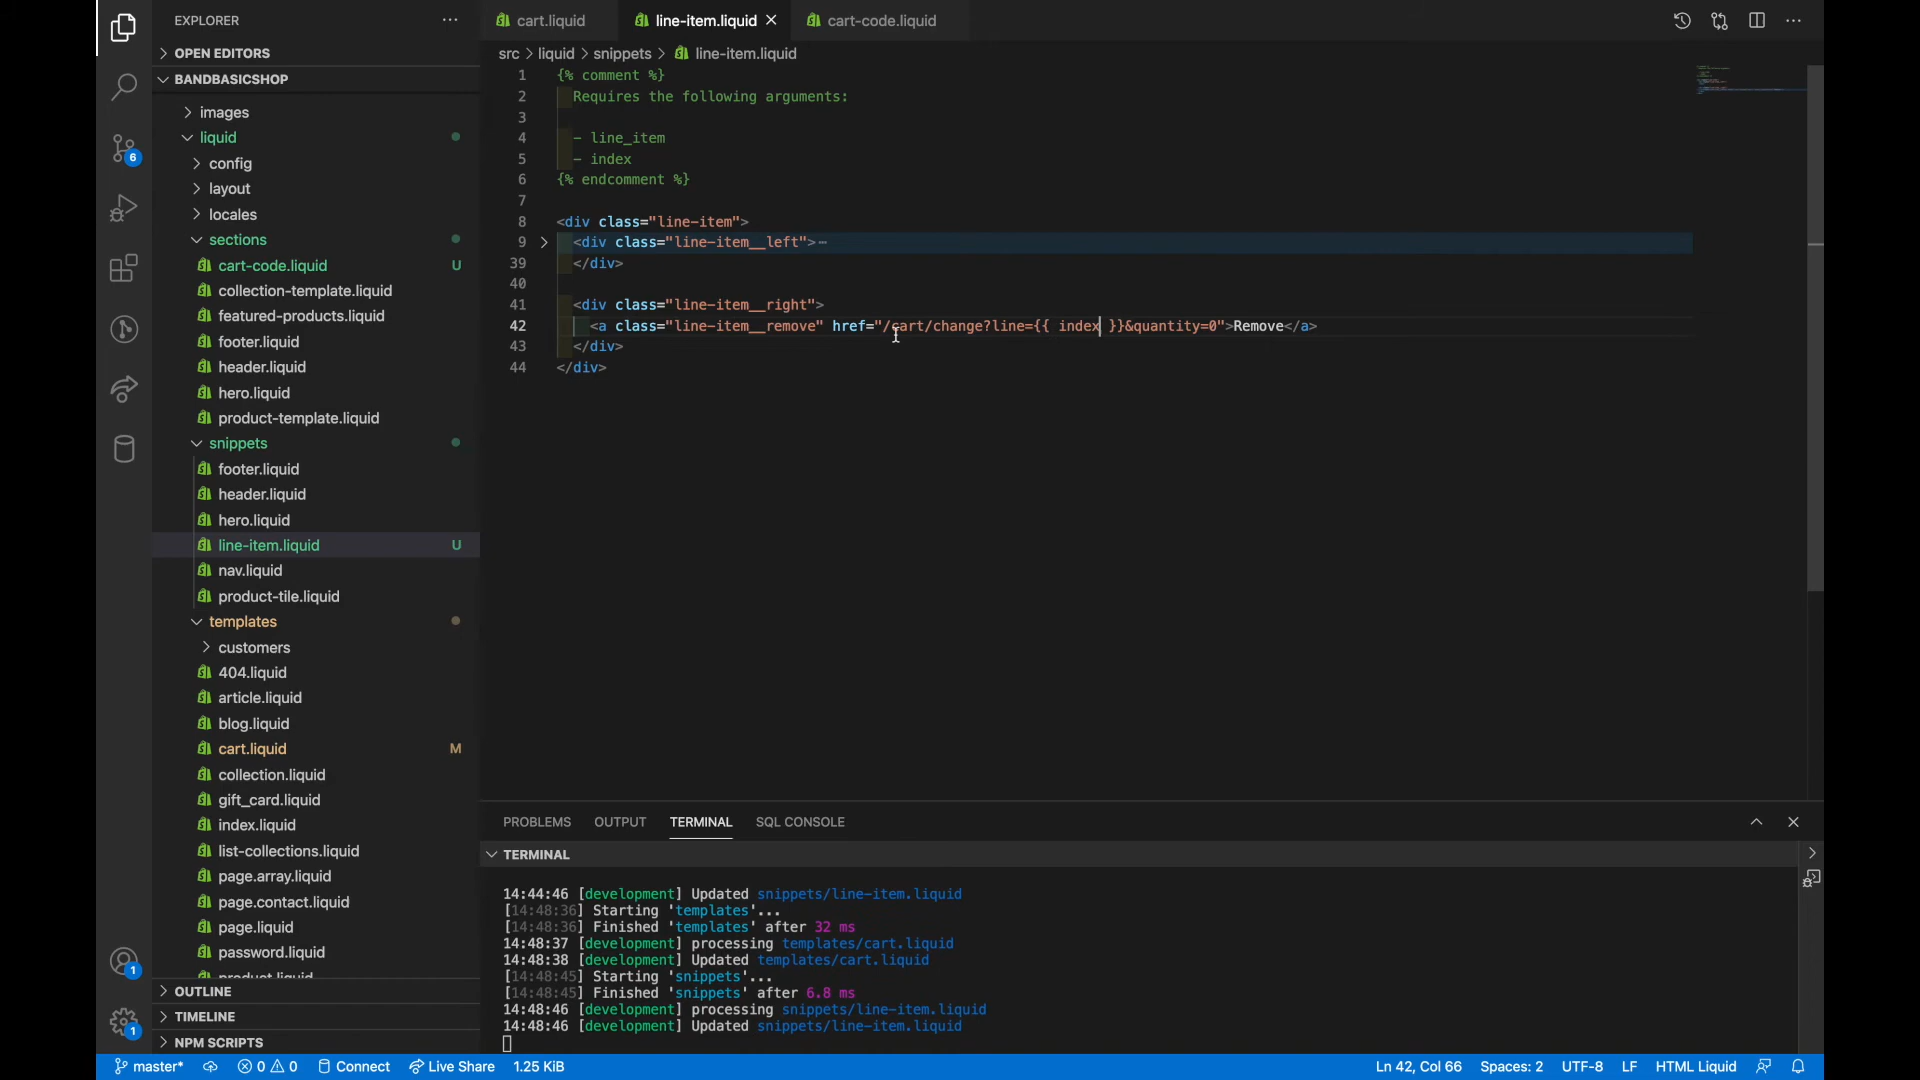 EXPLORER
cart.liquid
line-item.liquid
cart-code.liquid
OPEN EDITORS
src > liquid > snippets > line-item.liquid
BANDBASICSHOP
images
liquid
config
layout
locales
sections
cart-code.liquid U
collection-template.liquid
featured-products.liquid
footer.liquid
header.liquid
hero.liquid
product-template.liquid
snippets
footer.liquid
header.liquid
hero.liquid
line-item.liquid U
nav.liquid
product-tile.liquid
templates
customers
404.liquid
article.liquid
blog.liquid
cart.liquid M
collection.liquid
gift_card.liquid
index.liquid
list-collections.liquid
page.array.liquid
page.contact.liquid
page.liquid
password.liquid
product.liquid
OUTLINE
TIMELINE
NPM SCRIPTS
6
1
1
1 {% comment %}
2 Requires the following arguments:
3
4 - line_item
5 - index
6 {% endcomment %}
7
8 <div class="line-item">
9 <div class="line-item__left">⋯
39 </div>
40
41 <div class="line-item__right">
42 <a class="line-item__remove" href="/cart/change?line={{ index }}&quantity=0">Remove</a>
43 </div>
44 </div>
PROBLEMS OUTPUT TERMINAL SQL CONSOLE
TERMINAL
14:44:46 [development] Updated snippets/line-item.liquid
[14:48:36] Starting 'templates'...
[14:48:36] Finished 'templates' after 32 ms
14:48:37 [development] processing templates/cart.liquid
14:48:38 [development] Updated templates/cart.liquid
[14:48:45] Starting 'snippets'...
[14:48:45] Finished 'snippets' after 6.8 ms
14:48:46 [development] processing snippets/line-item.liquid
14:48:46 [development] Updated snippets/line-item.liquid
master* 0 0 Connect Live Share 1.25 KiB Ln 42, Col 66 Spaces: 2 UTF-8 LF HTML Liquid